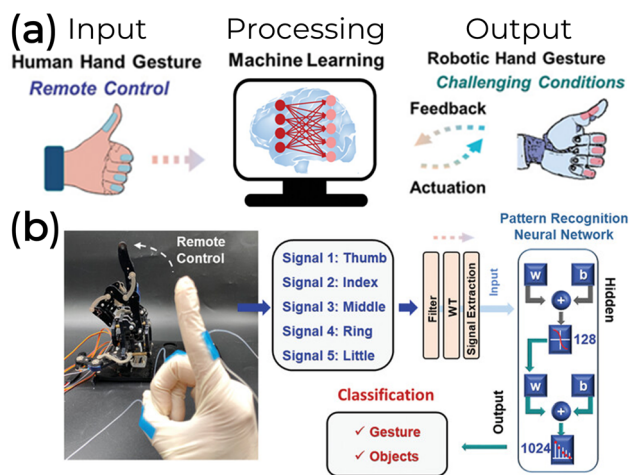 (a) Input Processing Output
Human Hand Gesture
Remote Control
Machine Learning
Robotic Hand Gesture
Challenging Conditions
Feedback
Actuation
(b)
Remote
Control
Signal 1: Thumb
Signal 2: Index
Signal 3: Middle
Signal 4: Ring
Signal 5: Little
Filter
WT
Signal Extraction
Input
Pattern Recognition
Neural Network
Hidden
w b
+
128
w b
+
1024
Output
Classification
✓ Gesture
✓ Objects